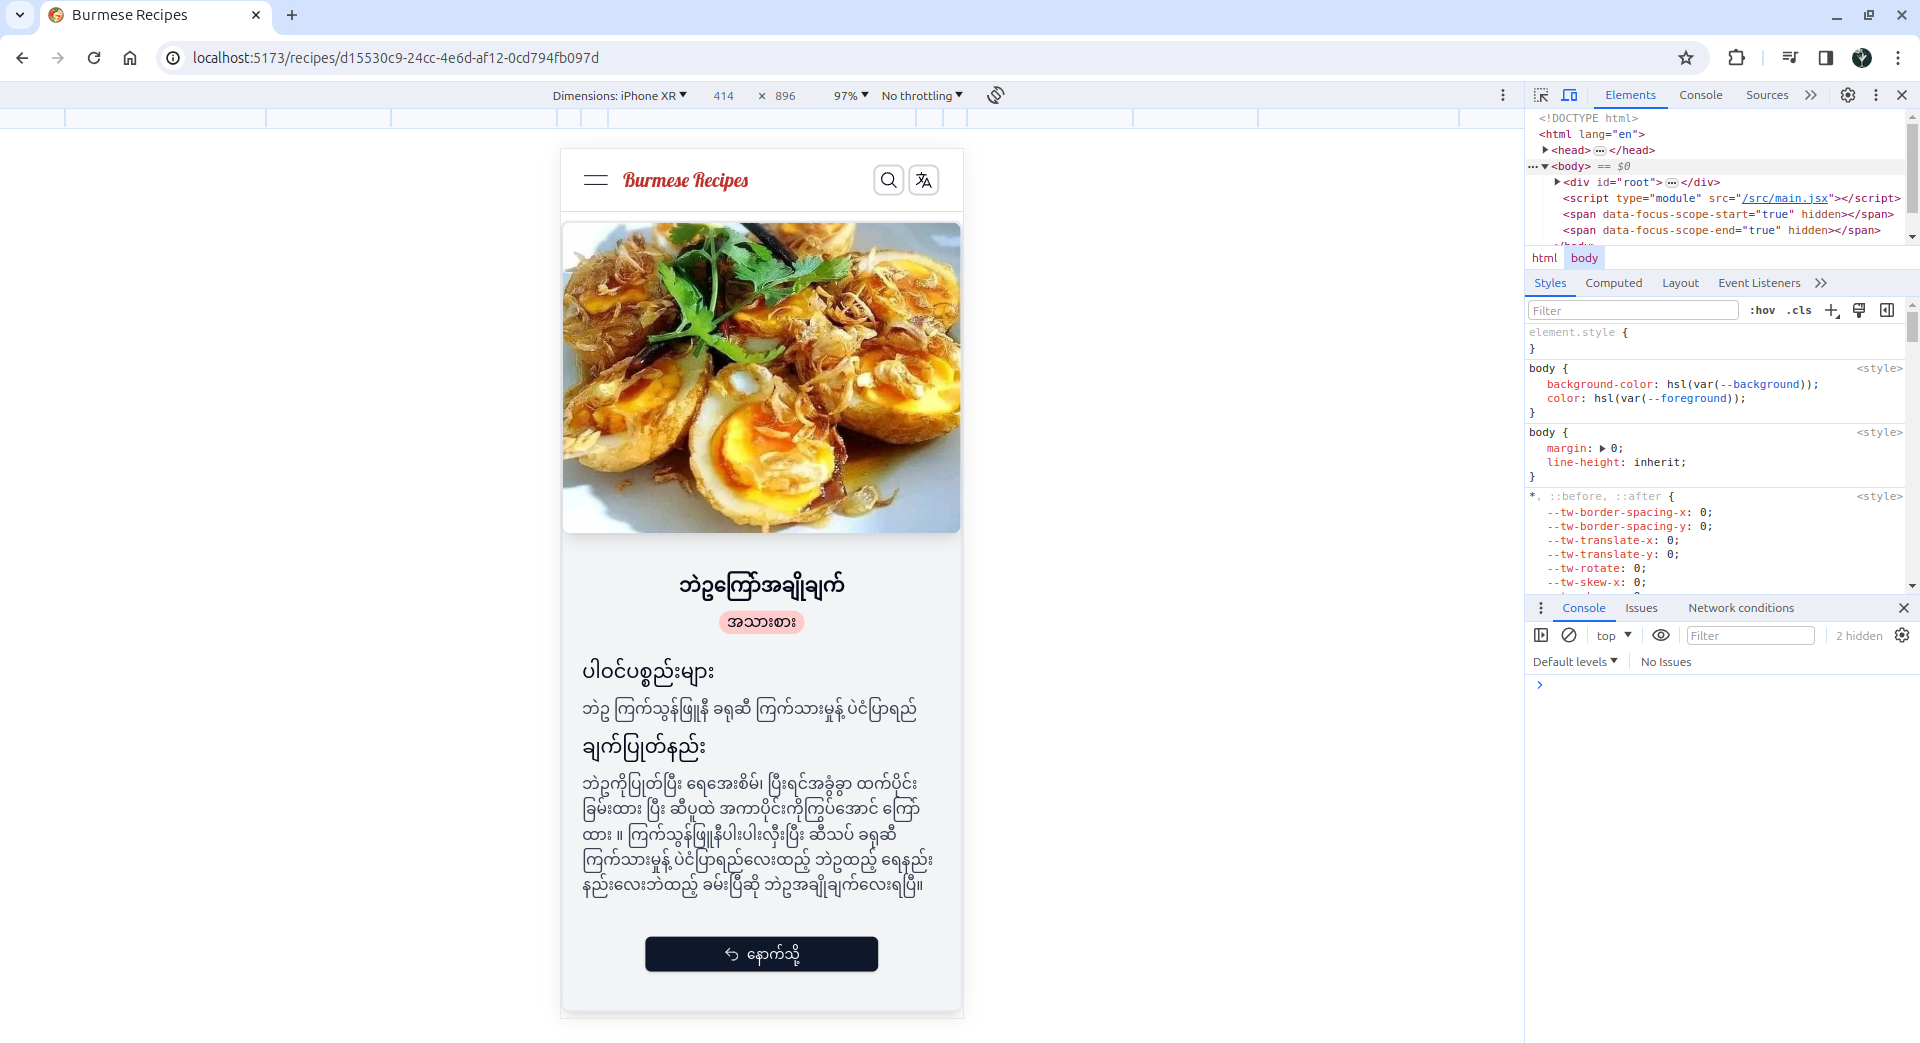 Burmese Recipes
localhost:5173/recipes/d15530c9-24cc-4e6d-af12-0cd794fb097d
Dimensions: iPhone XR 414 × 896 97% No throttling
Burmese Recipes
ဘဲဥကြော်အချိုချက်
အသားစား
ပါဝင်ပစ္စည်းများ
ဘဲဥ ကြက်သွန်ဖြူနီ ခရုဆီ ကြက်သားမှုန့် ပဲငံပြာရည်
ချက်ပြုတ်နည်း
ဘဲဥကိုပြုတ်ပြီး ရေအေးစိမ်၊ ပြီးရင်အခွံခွာ ထက်ပိုင်း
ခြမ်းထား ပြီး ဆီပူထဲ အကာပိုင်းကိုကြွပ်အောင် ကြော်
ထား ။ ကြက်သွန်ဖြူနီပါးပါးလှီးပြီး ဆီသပ် ခရုဆီ
ကြက်သားမှုန့် ပဲငံပြာရည်လေးထည့် ဘဲဥထည့် ရေနည်း
နည်းလေးဘဲထည့် ခမ်းပြီဆို ဘဲဥအချိုချက်လေးရပြီ။
နောက်သို့
Elements Console Sources
<!DOCTYPE html>
<html lang="en">
<head> ⋯ </head>
<body> == $0
<div id="root"> ⋯ </div>
<script type="module" src="/src/main.jsx"></script>
<span data-focus-scope-start="true" hidden></span>
<span data-focus-scope-end="true" hidden></span>
html body
Styles Computed Layout Event Listeners
Filter :hov .cls
element.style {
}
body { <style>
background-color: hsl(var(--background));
color: hsl(var(--foreground));
}
body { <style>
margin: 0;
line-height: inherit;
}
*, ::before, ::after { <style>
--tw-border-spacing-x: 0;
--tw-border-spacing-y: 0;
--tw-translate-x: 0;
--tw-translate-y: 0;
--tw-rotate: 0;
--tw-skew-x: 0;
Console Issues Network conditions
top Filter 2 hidden
Default levels No Issues